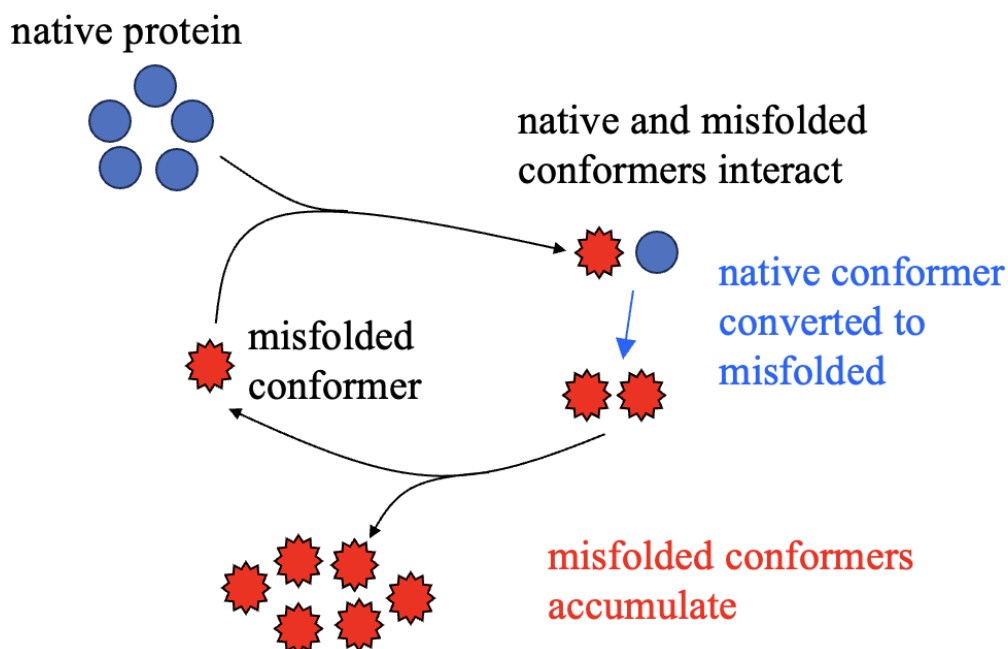 native protein
native and misfolded
conformers interact
native conformer
converted to
misfolded
misfolded
conformer
misfolded conformers
accumulate